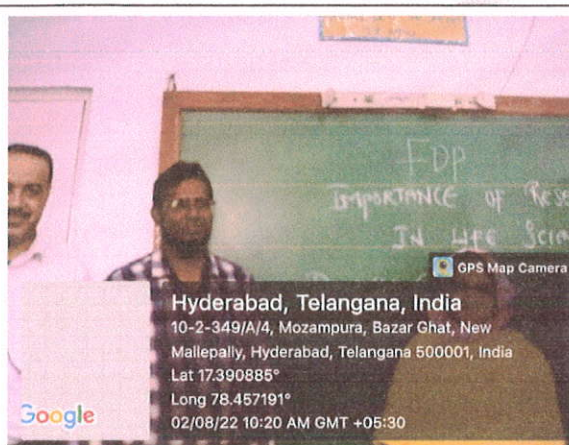 FDP
IMPORTANCE OF Rese
IN LIFE Scie
GPS Map Camera
Hyderabad, Telangana, India
10-2-349/A/4, Mozampura, Bazar Ghat, New
Mallepally, Hyderabad, Telangana 500001, India
Lat 17.390885°
Long 78.457191°
02/08/22 10:20 AM GMT +05:30
Google